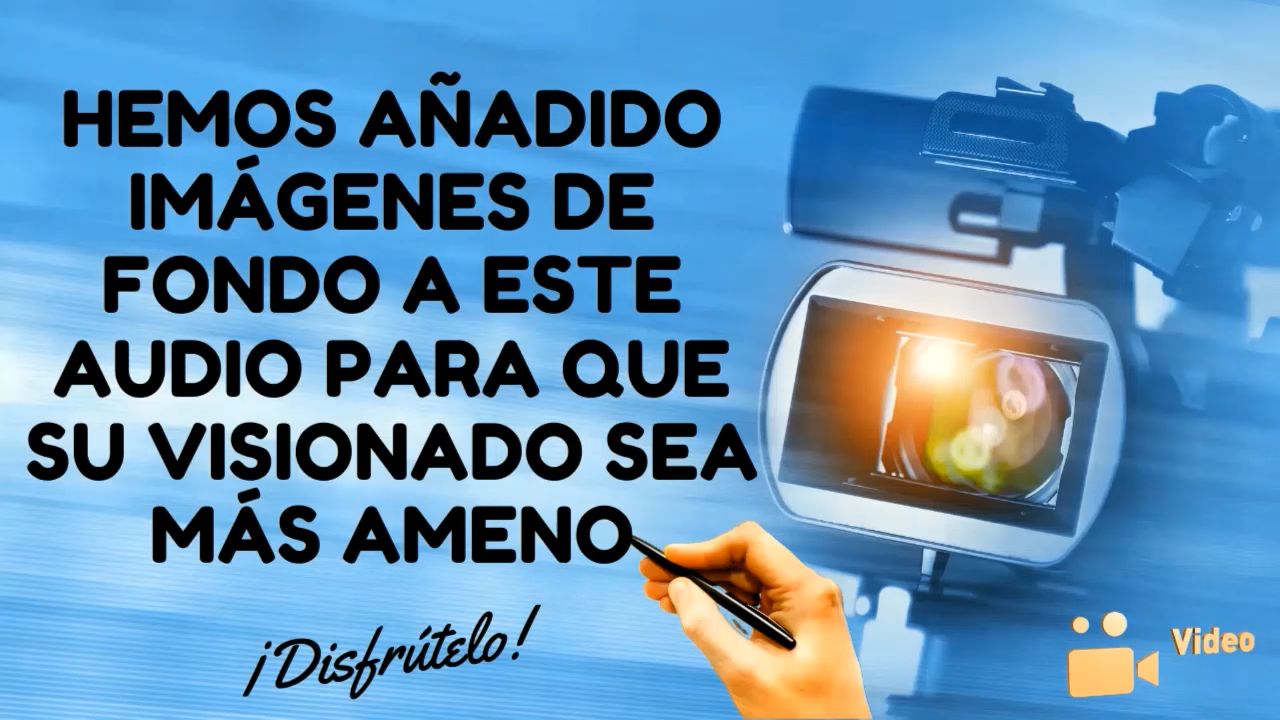 HEMOS AÑADIDO
IMÁGENES DE
FONDO A ESTE
AUDIO PARA QUE
SU VISIONADO SEA
MÁS AMENO
¡Disfrútelo!
Video